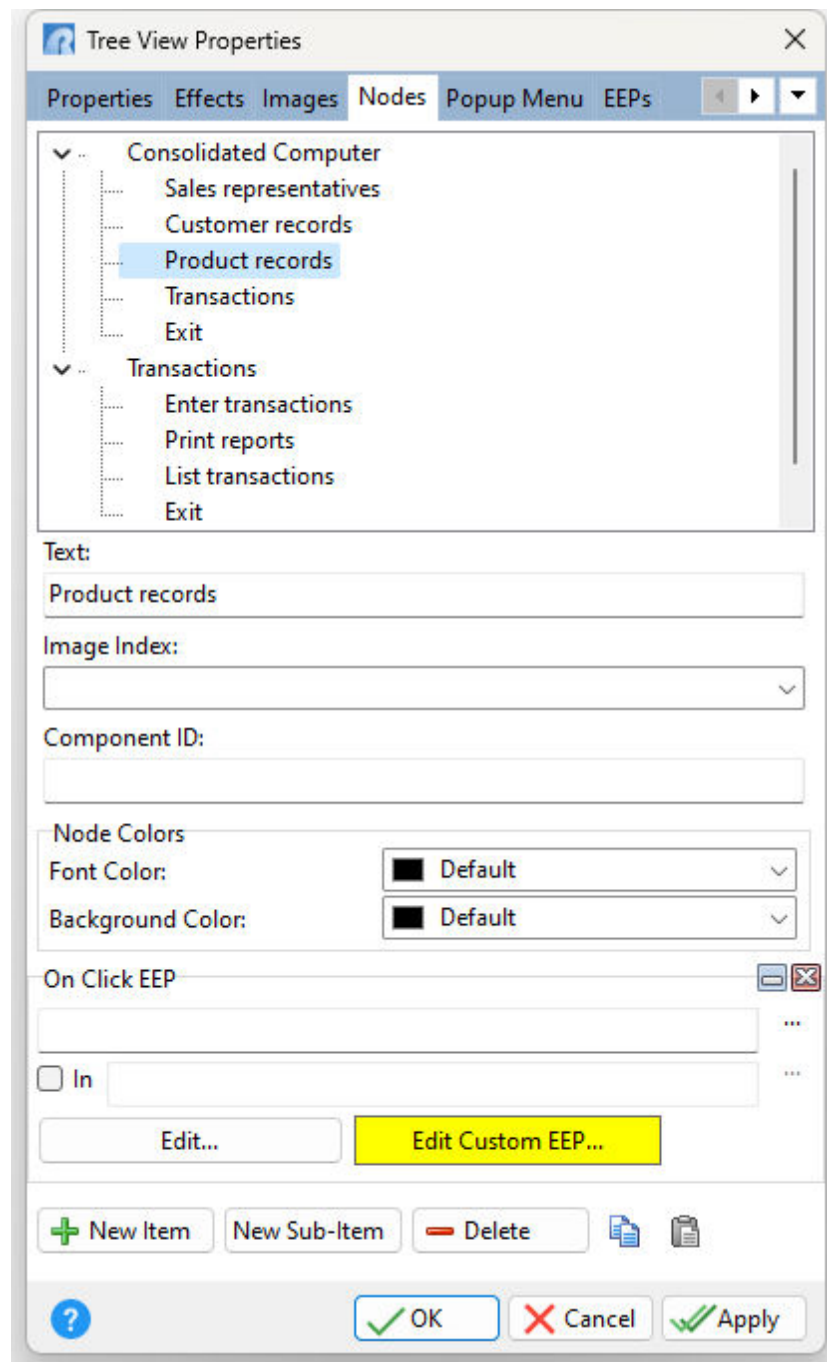 Tree View Properties
Properties Effects Images Nodes Popup Menu EEPs
Consolidated Computer
Sales representatives
Customer records
Product records
Transactions
Exit
Transactions
Enter transactions
Print reports
List transactions
Exit
Text:
Product records
Image Index:
Component ID:
Node Colors
Font Color: Default
Background Color: Default
On Click EEP
...
In ...
Edit... Edit Custom EEP...
New Item New Sub-Item Delete
? OK Cancel Apply